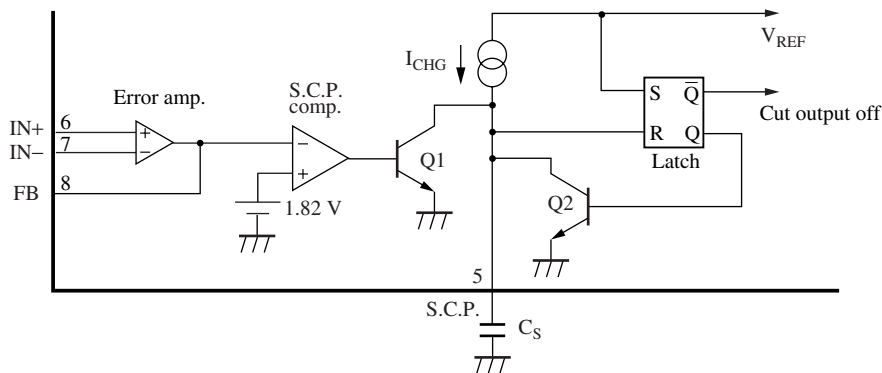 V_REF
I_CHG
S.C.P.
comp.
Error amp.
S Q̅
Cut output off
IN+ 6
IN− 7
+
−
−
+
R Q
Latch
Q1
FB 8
1.82 V
Q2
5
S.C.P.
C_S